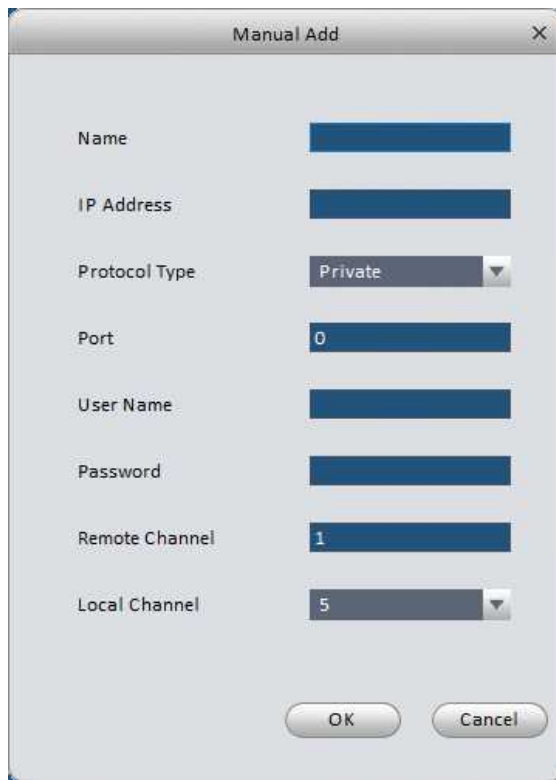 Manual Add
Name
IP Address
Protocol Type Private
Port 0
User Name
Password
Remote Channel 1
Local Channel 5
OK Cancel